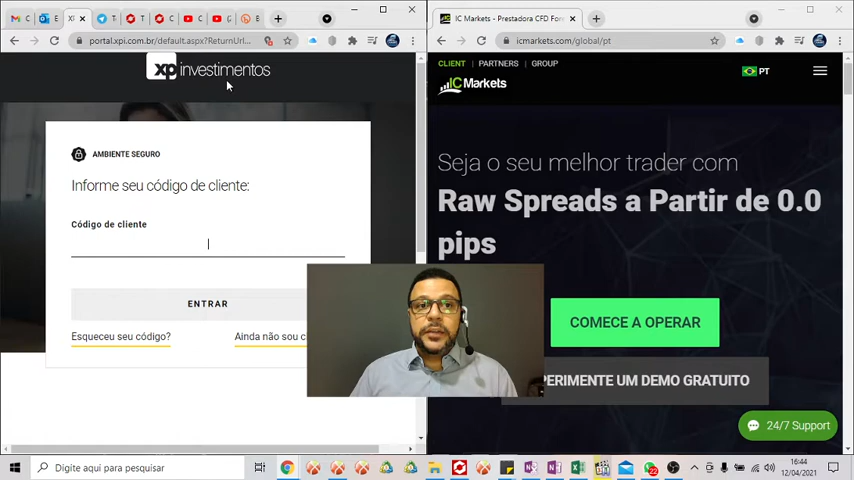 E
XP
T
C
B
portal.xpi.com.br/default.aspx?ReturnUrl...
xp investimentos
AMBIENTE SEGURO
Informe seu código de cliente:
Código de cliente
ENTRAR
Esqueceu seu código?
Ainda não sou c
IC Markets - Prestadora CFD For
icmarkets.com/global/pt
CLIENT
PARTNERS
GROUP
IC Markets
PT
Seja o seu melhor trader com
Raw Spreads a Partir de 0.0
pips
COMECE A OPERAR
PERIMENTE UM DEMO GRATUITO
24/7 Support
Digite aqui para pesquisar
22
16:44
12/04/2021